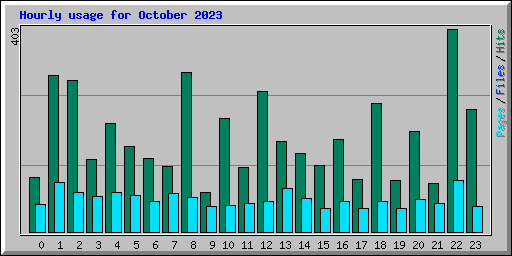 Hourly usage for October 2023
403
Pages / Files / Hits
0 1 2 3 4 5 6 7 8 9 10 11 12 13 14 15 16 17 18 19 20 21 22 23